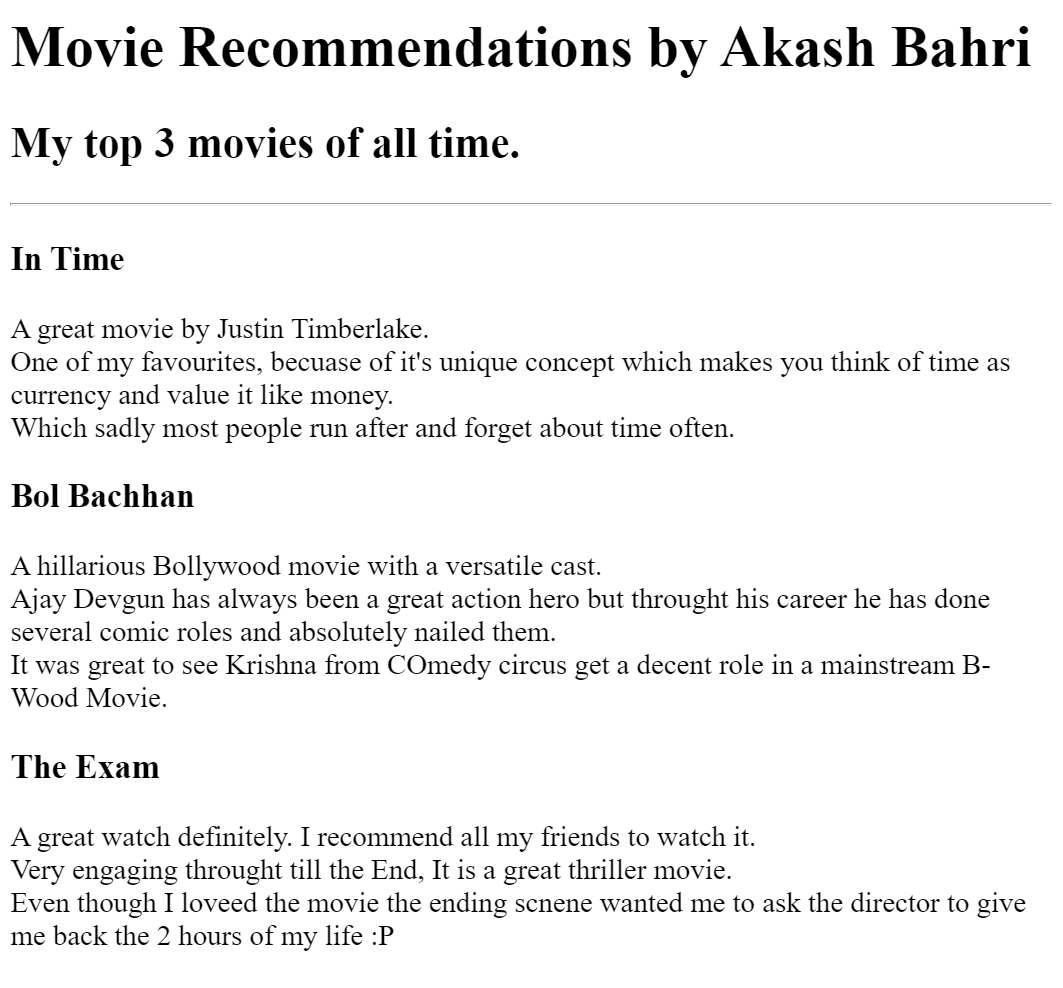 Movie Recommendations by Akash Bahri
My top 3 movies of all time.
In Time
A great movie by Justin Timberlake.
One of my favourites, becuase of it's unique concept which makes you think of time as
currency and value it like money.
Which sadly most people run after and forget about time often.
Bol Bachhan
A hillarious Bollywood movie with a versatile cast.
Ajay Devgun has always been a great action hero but throught his career he has done
several comic roles and absolutely nailed them.
It was great to see Krishna from COmedy circus get a decent role in a mainstream B-
Wood Movie.
The Exam
A great watch definitely. I recommend all my friends to watch it.
Very engaging throught till the End, It is a great thriller movie.
Even though I loveed the movie the ending scnene wanted me to ask the director to give
me back the 2 hours of my life :P